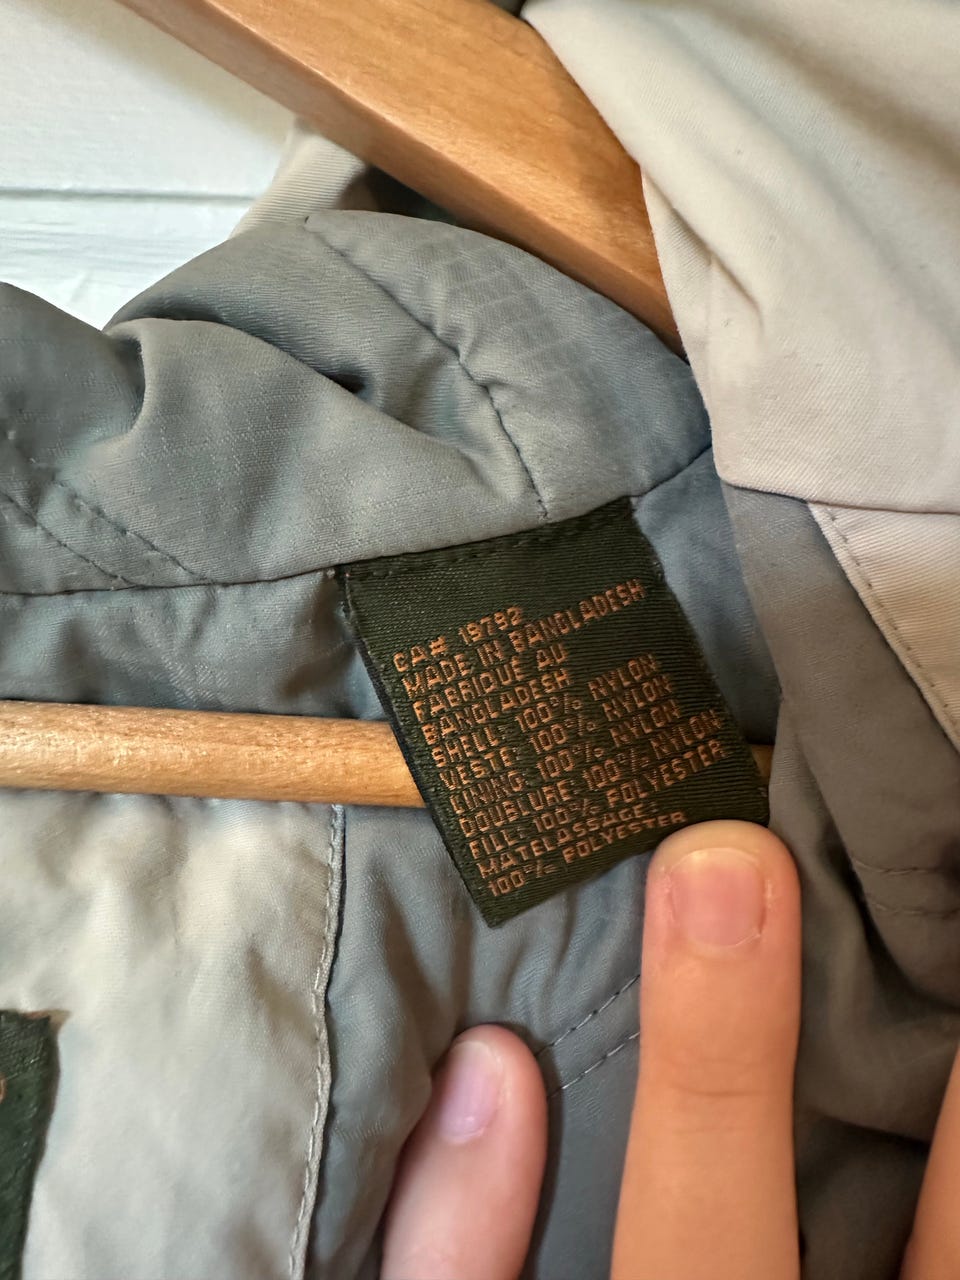 CA# 19792
MADE IN BANGLADESH
FABRIQUE AU
BANGLADESH
SHELL: 100% NYLON
VESTE: 100% NYLON
LINING: 100% NYLON
DOUBLURE: 100% NYLON
FILL: 100% POLYESTER
MATELASSAGE:
100% POLYESTER